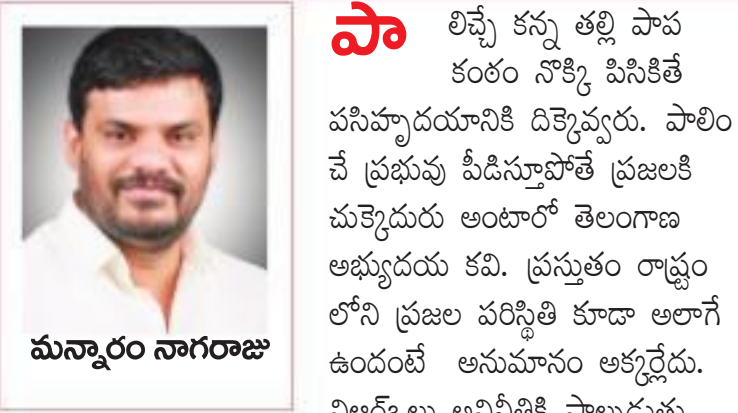 పాలిచ్చే కన్న తల్లి పాప
కంఠం నొక్కి పిసికితే
పసిహృదయానికి దిక్కెవ్వరు. పాలిం
చే ప్రభువు పీడిస్తూపోతే ప్రజలకి
చుక్కెదురు అంటారో తెలంగాణ
అభ్యుదయ కవి. ప్రస్తుతం రాష్ట్రం
లోని ప్రజల పరిస్థితి కూడా అలాగే
ఉందంటే అనుమానం అక్కర్లేదు.
మన్నారం నాగరాజు